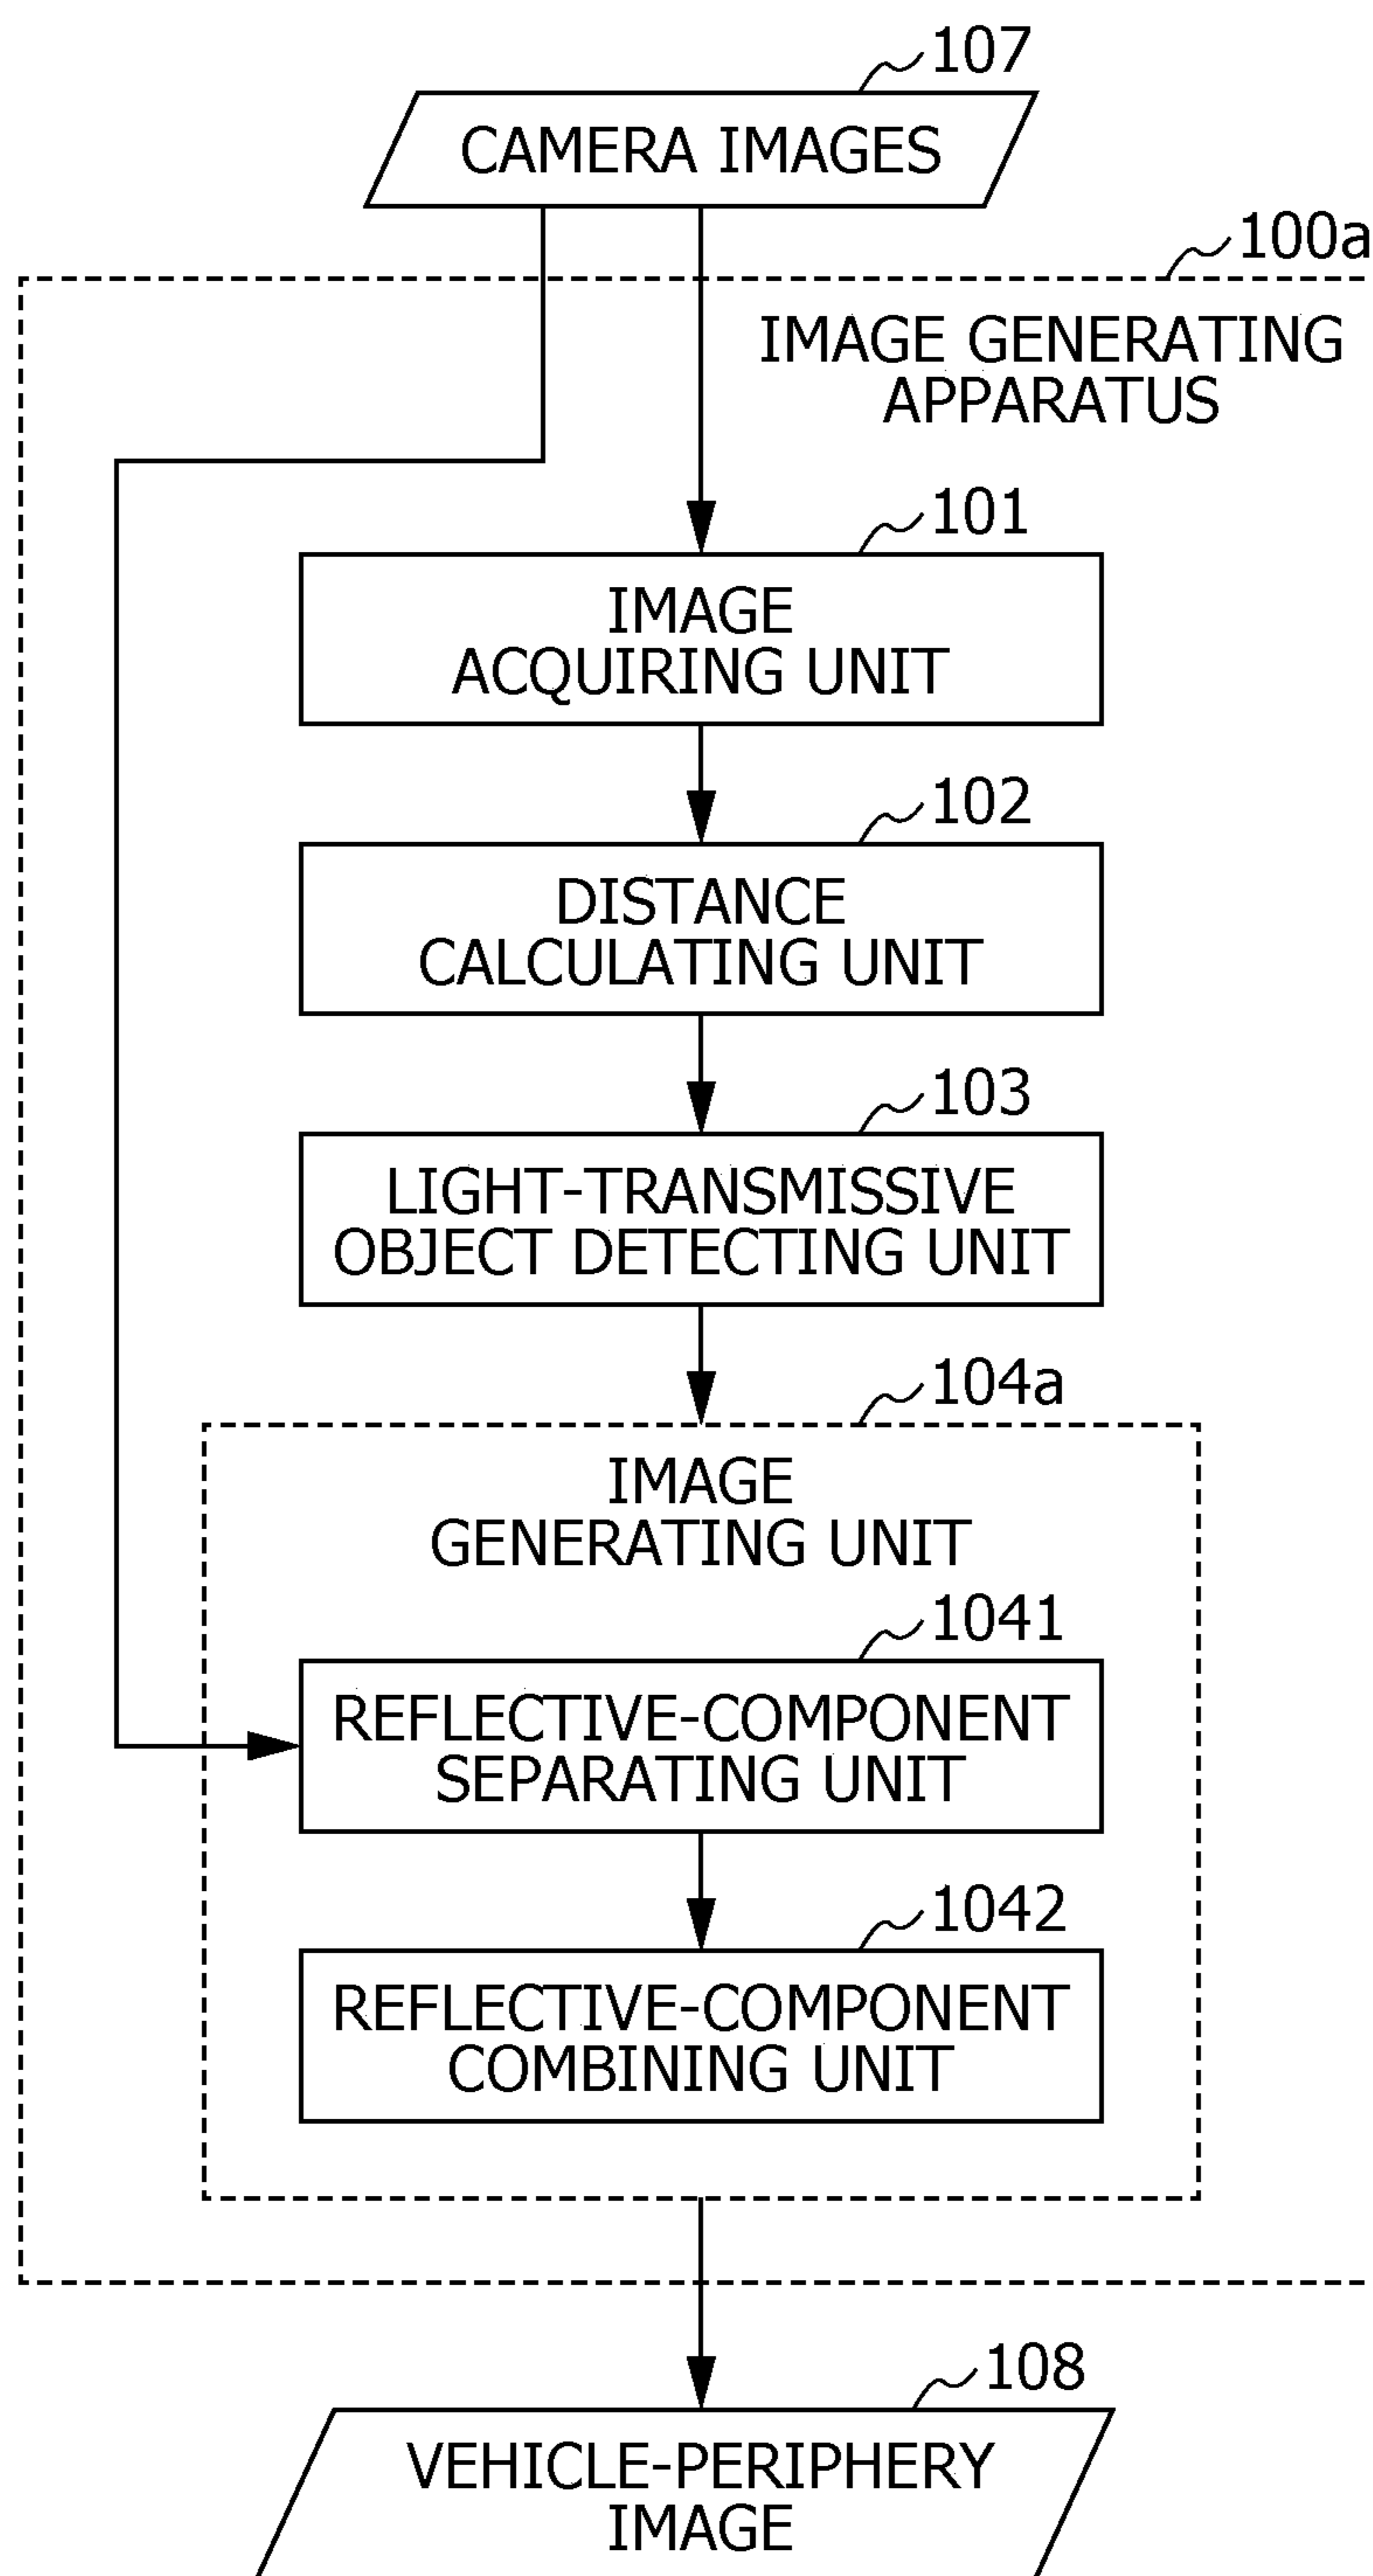 107
CAMERA IMAGES
100a
IMAGE GENERATING
APPARATUS
101
IMAGE
ACQUIRING UNIT
102
DISTANCE
CALCULATING UNIT
103
LIGHT-TRANSMISSIVE
OBJECT DETECTING UNIT
104a
IMAGE
GENERATING UNIT
1041
REFLECTIVE-COMPONENT
SEPARATING UNIT
1042
REFLECTIVE-COMPONENT
COMBINING UNIT
108
VEHICLE-PERIPHERY
IMAGE